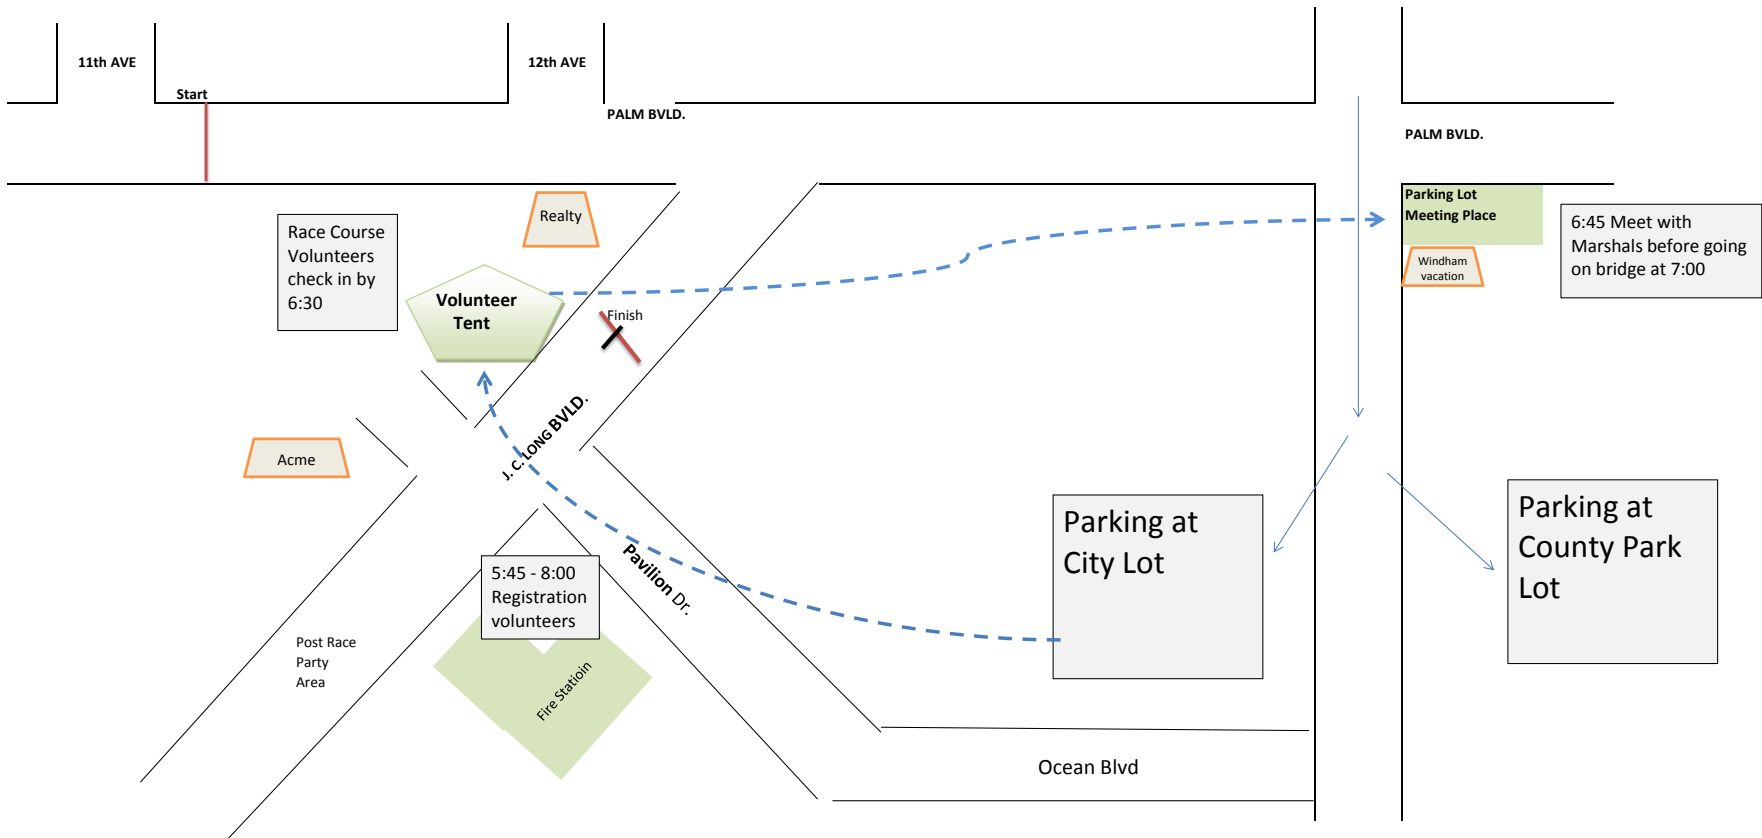 11th AVE
12th AVE
Start
PALM BVLD.
PALM BVLD.
Parking Lot
Meeting Place
Realty
Race Course
Volunteers
check in by
6:30
6:45 Meet with
Marshals before going
on bridge at 7:00
Windham
vacation
Volunteer
Tent
Finish
J. C. LONG BVLD.
Acme
Parking at
City Lot
Parking at
County Park
Lot
Pavilion Dr.
5:45 - 8:00
Registration
volunteers
Post Race
Party
Area
Fire Statioin
Ocean Blvd